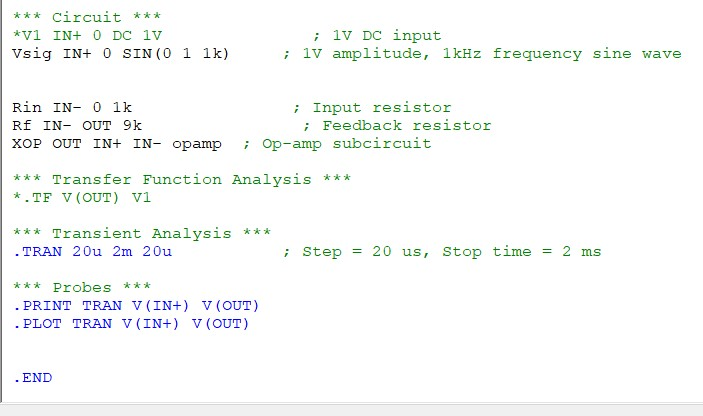 *** Circuit ***
*V1 IN+ 0 DC 1V ; 1V DC input
Vsig IN+ 0 SIN(0 1 1k) ; 1V amplitude, 1kHz frequency sine wave
Rin IN- 0 1k ; Input resistor
Rf IN- OUT 9k ; Feedback resistor
XOP OUT IN+ IN- opamp ; Op-amp subcircuit
*** Transfer Function Analysis ***
*.TF V(OUT) V1
*** Transient Analysis ***
.TRAN 20u 2m 20u ; Step = 20 us, Stop time = 2 ms
*** Probes ***
.PRINT TRAN V(IN+) V(OUT)
.PLOT TRAN V(IN+) V(OUT)
.END